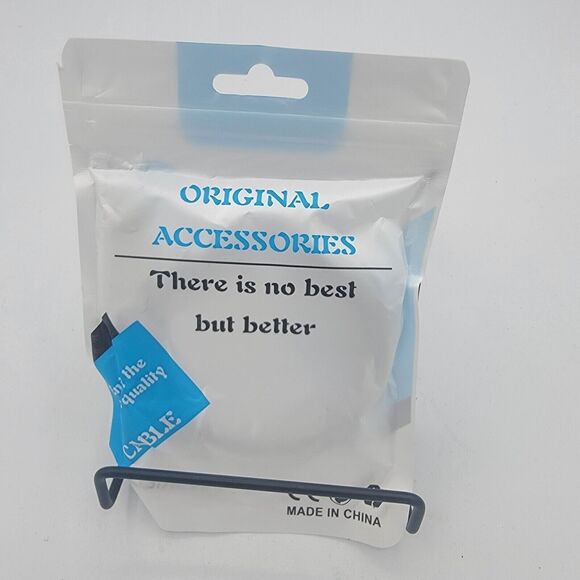 ORIGINAL
ACCESSORIES
There is no best
but better
the
quality
CABLE
MADE IN CHINA